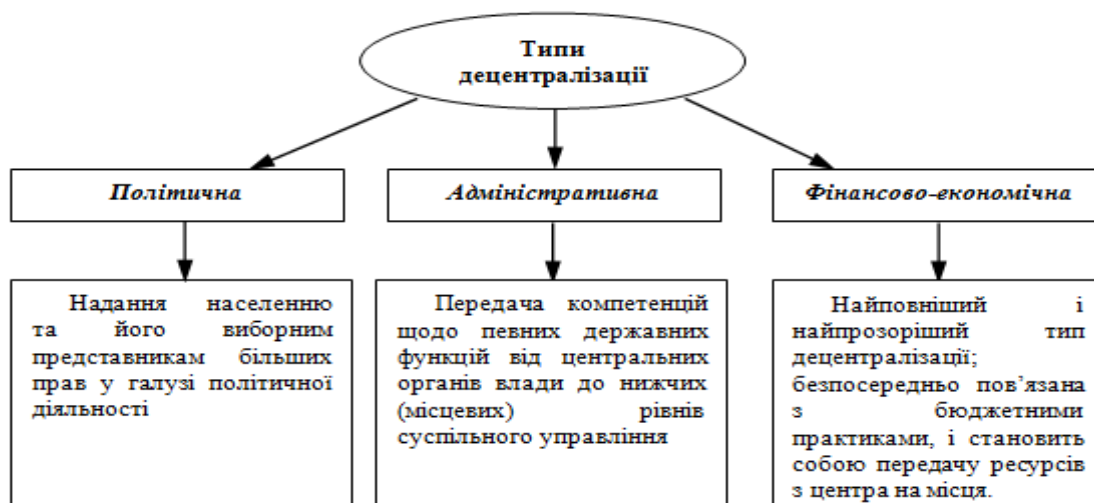 Типи
децентралізації
Політична
Адміністративна
Фінансово-економічна
Надання населенню
та його виборним
представникам більших
прав у галузі політичної
діяльності
Передача компетенцій
щодо певних державних
функцій від центральних
органів влади до нижчих
(місцевих) рівнів
суспільного управління
Найповніший і
найпрозоріший тип
децентралізації;
безпосередньо пов’язана
з бюджетними
практиками, і становить
собою передачу ресурсів
з центра на місця.